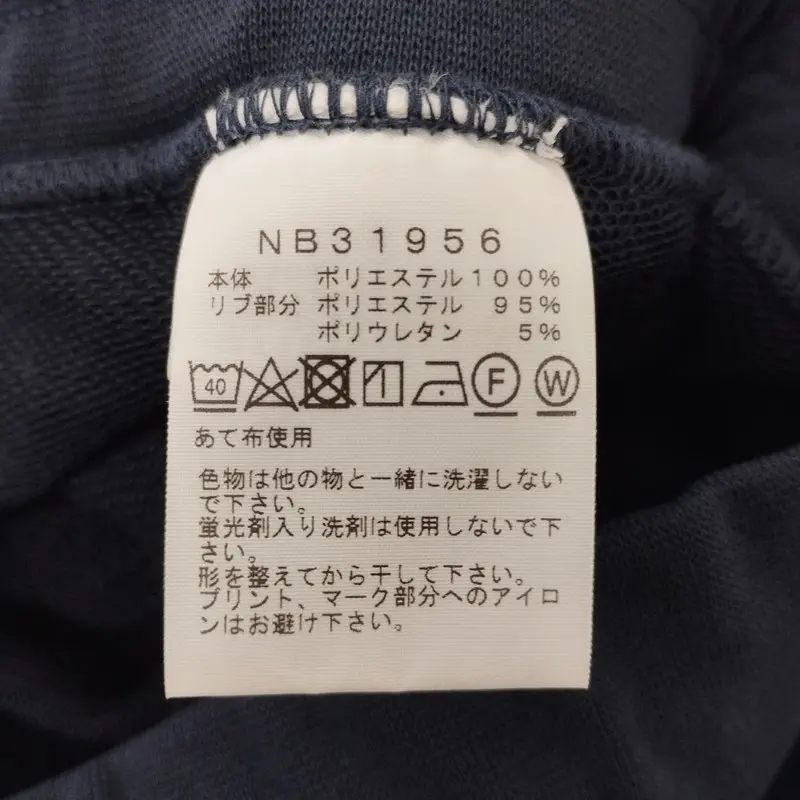 NB31956
本体 ポリエステル100%
リブ部分 ポリエステル 95%
ポリウレタン 5%
40 F W
あて布使用
色物は他の物と一緒に洗濯しない
で下さい。
蛍光剤入り洗剤は使用しないで下
さい。
形を整えてから干して下さい。
プリント、マーク部分へのアイロ
ンはお避け下さい。